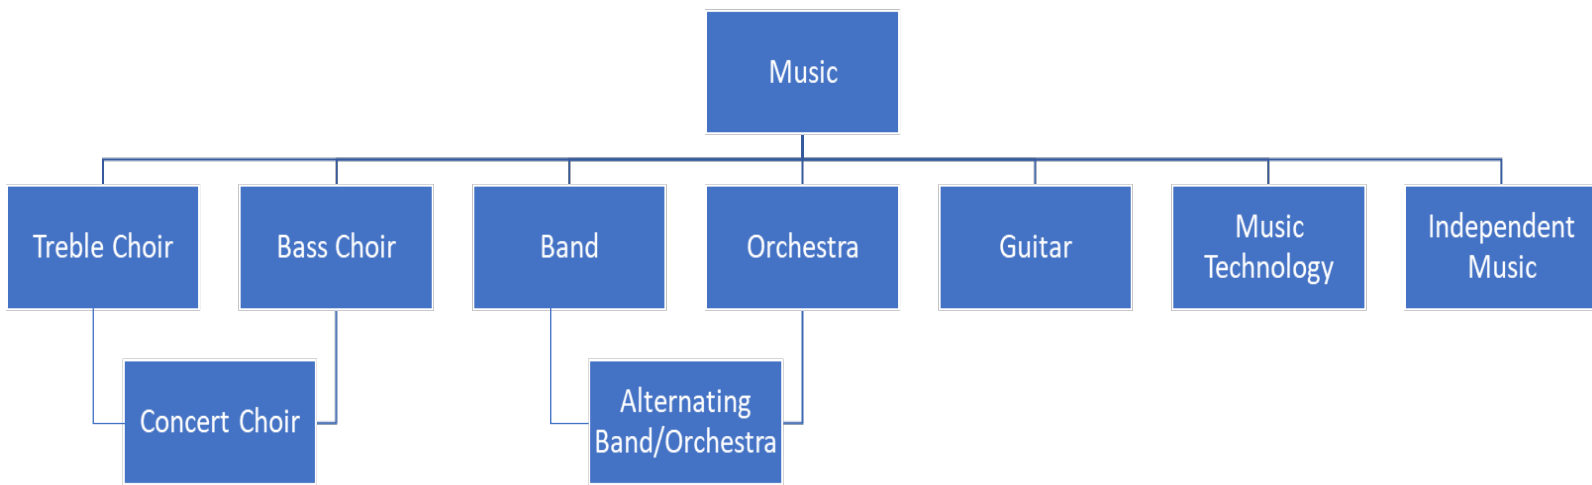 Music
Treble Choir
Bass Choir
Band
Orchestra
Guitar
Music
Technology
Independent
Music
Concert Choir
Alternating
Band/Orchestra